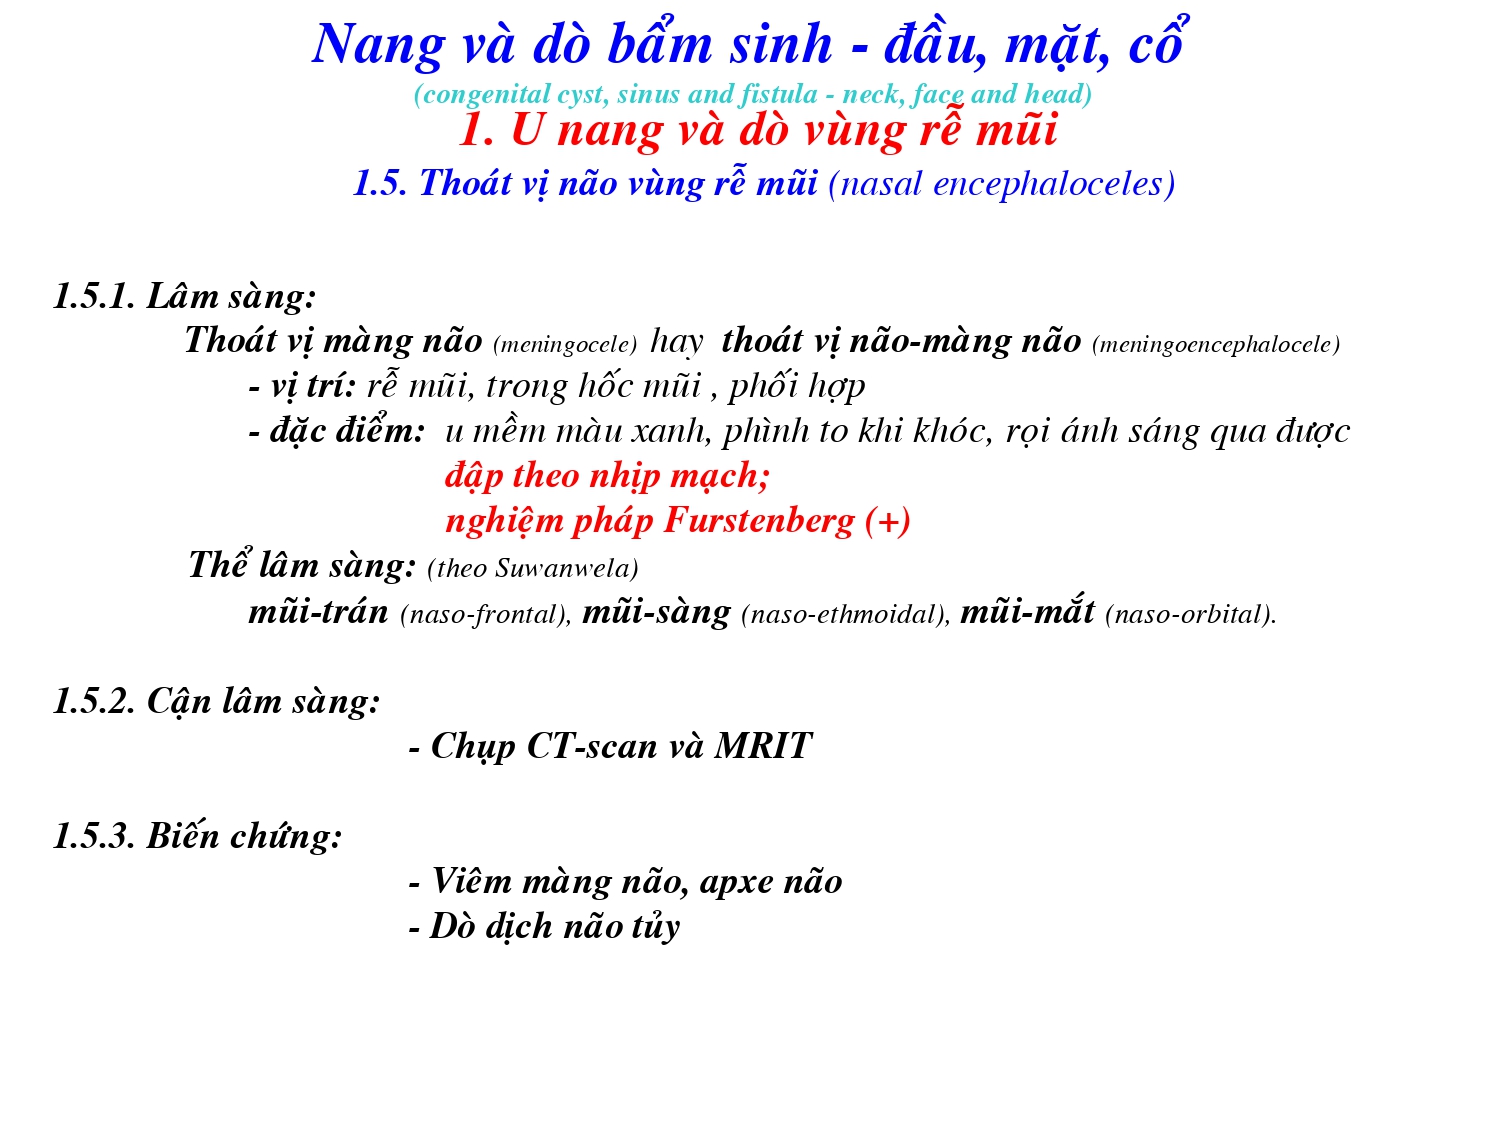 Nang và dò bẩm sinh - đầu, mặt, cổ
(congenital cyst, sinus and fistula - neck, face and head)
1. U nang và dò vùng rễ mũi
1.5. Thoát vị não vùng rễ mũi (nasal encephaloceles)
1.5.1. Lâm sàng:
Thoát vị màng não (meningocele) hay thoát vị não-màng não (meningoencephalocele)
- vị trí: rễ mũi, trong hốc mũi , phối hợp
- đặc điểm: u mềm màu xanh, phình to khi khóc, rọi ánh sáng qua được
đập theo nhịp mạch;
nghiệm pháp Furstenberg (+)
Thể lâm sàng: (theo Suwanwela)
mũi-trán (naso-frontal), mũi-sàng (naso-ethmoidal), mũi-mắt (naso-orbital).
1.5.2. Cận lâm sàng:
- Chụp CT-scan và MRIT
1.5.3. Biến chứng:
- Viêm màng não, apxe não
- Dò dịch não tủy